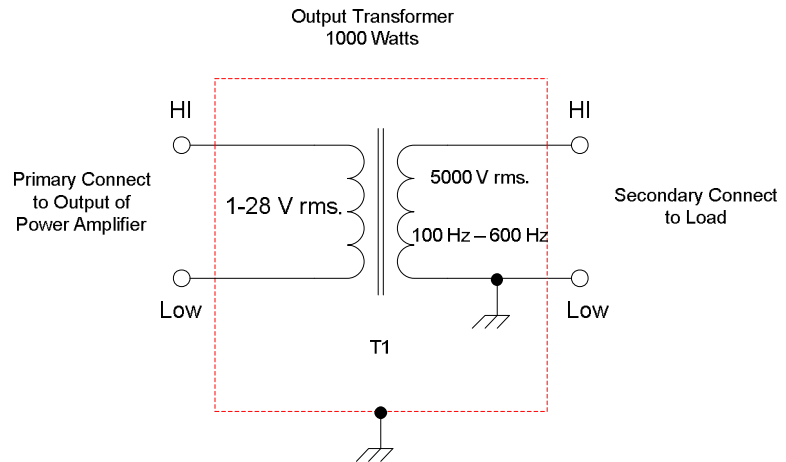 Output Transformer
1000 Watts
HI
HI
Primary Connect
to Output of
Power Amplifier
1-28 V rms.
5000 V rms.
100 Hz – 600 Hz
Secondary Connect
to Load
Low
Low
T1